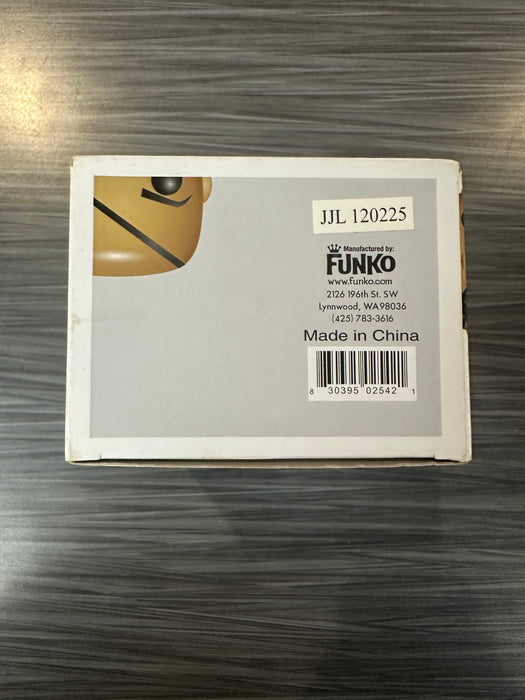 JJL 120225
Manufactured by:
FUNKO
www.funko.com
2126 196th St. SW
Lynnwood, WA98036
(425) 783-3616
Made in China
8 30395 02542 1